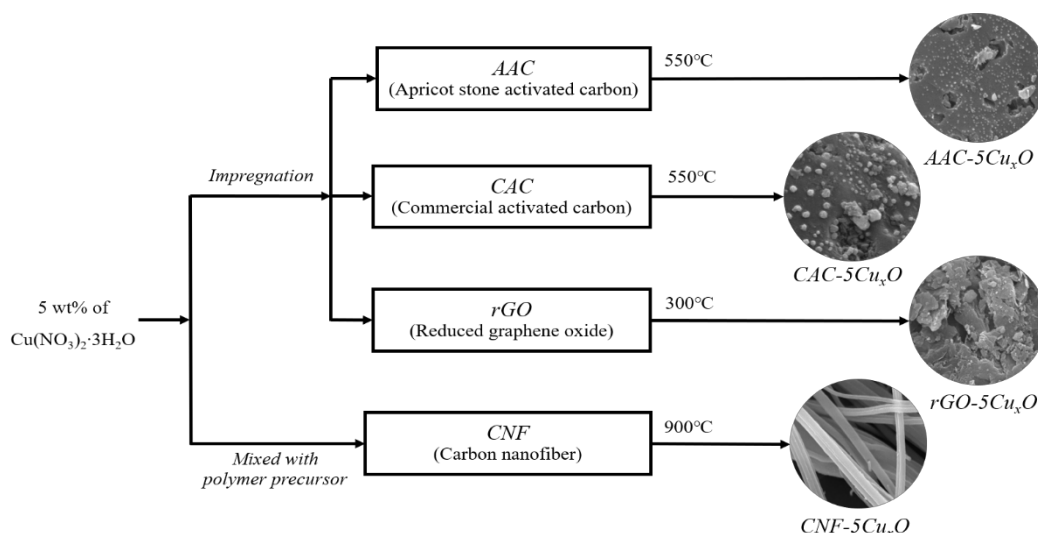 5 wt% of
Cu(NO₃)₂·3H₂O
Impregnation
Mixed with
polymer precursor
AAC
(Apricot stone activated carbon)
550℃
AAC-5CuₓO
CAC
(Commercial activated carbon)
550℃
CAC-5CuₓO
rGO
(Reduced graphene oxide)
300℃
rGO-5CuₓO
CNF
(Carbon nanofiber)
900℃
CNF-5CuₓO